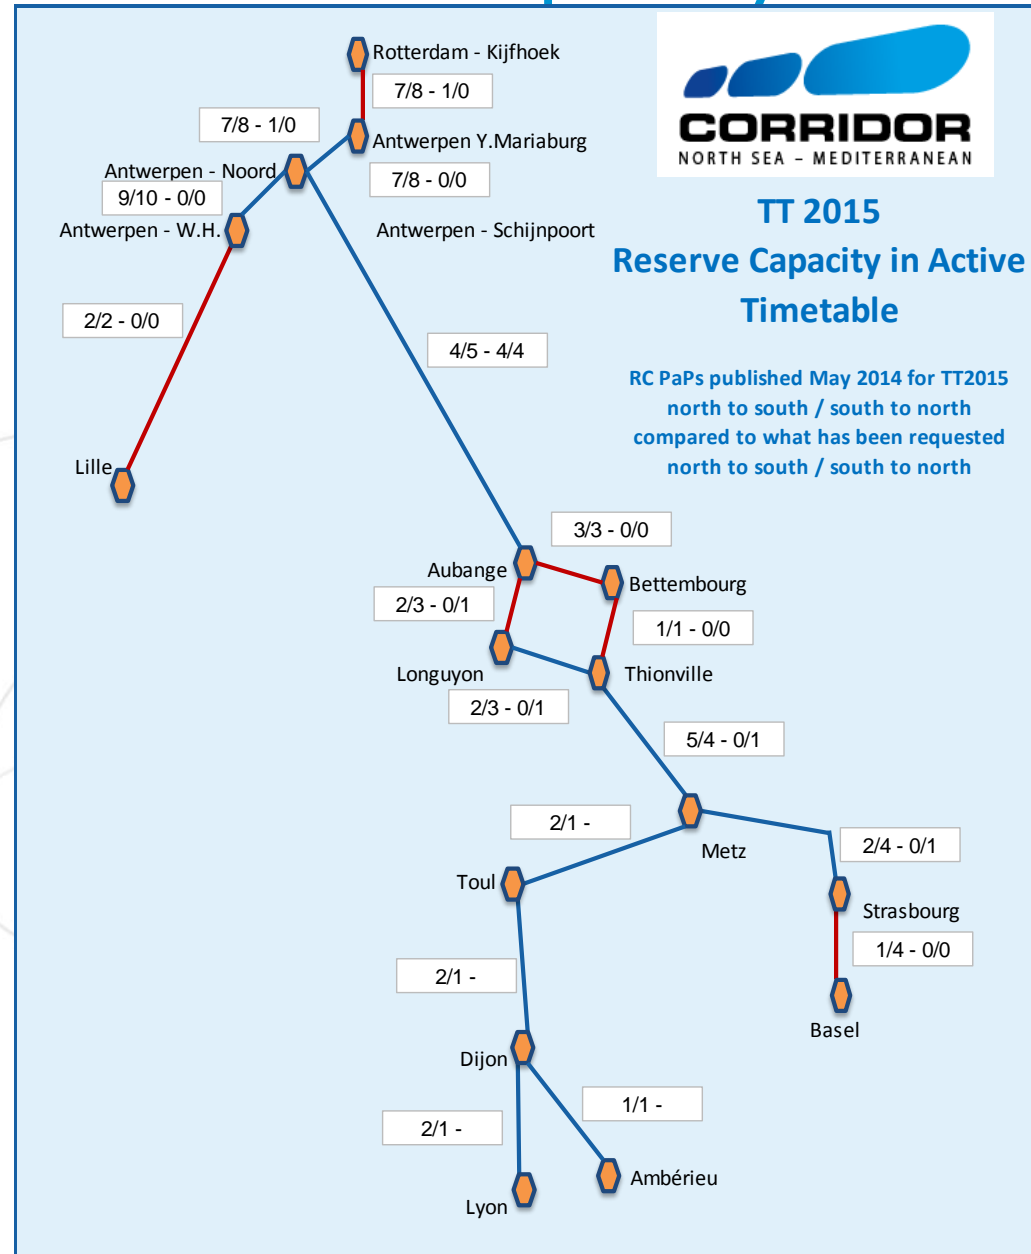 Rotterdam - Kijfhoek
7/8 - 1/0
7/8 - 1/0
Antwerpen Y.Mariaburg
Antwerpen - Noord
7/8 - 0/0
9/10 - 0/0
Antwerpen - W.H.
Antwerpen - Schijnpoort
CORRIDOR
NORTH SEA – MEDITERRANEAN
TT 2015
Reserve Capacity in Active
Timetable
RC PaPs published May 2014 for TT2015
north to south / south to north
compared to what has been requested
north to south / south to north
2/2 - 0/0
4/5 - 4/4
Lille
3/3 - 0/0
Aubange
Bettembourg
2/3 - 0/1
1/1 - 0/0
Longuyon
Thionville
2/3 - 0/1
5/4 - 0/1
2/1 -
Metz
2/4 - 0/1
Toul
Strasbourg
1/4 - 0/0
2/1 -
Basel
Dijon
1/1 -
2/1 -
Ambérieu
Lyon